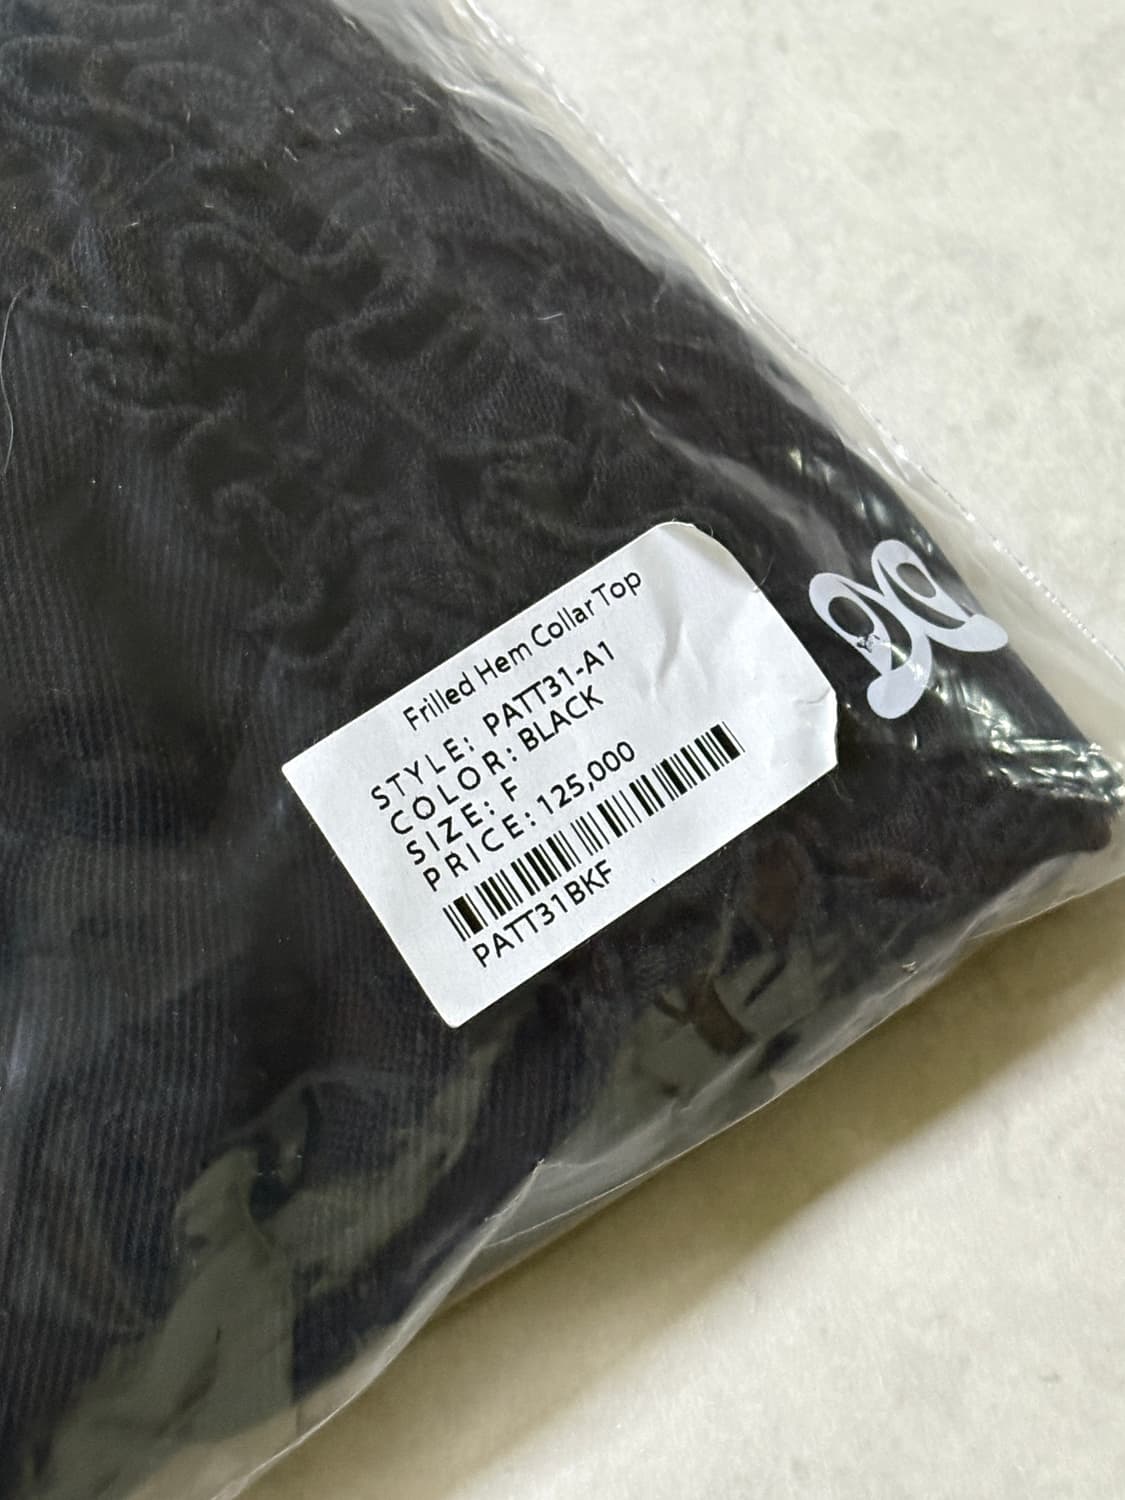 Frilled Hem Collar Top
STYLE: PATT31-A1
COLOR: BLACK
SIZE: F
PRICE: 125,000
PATT31BKF